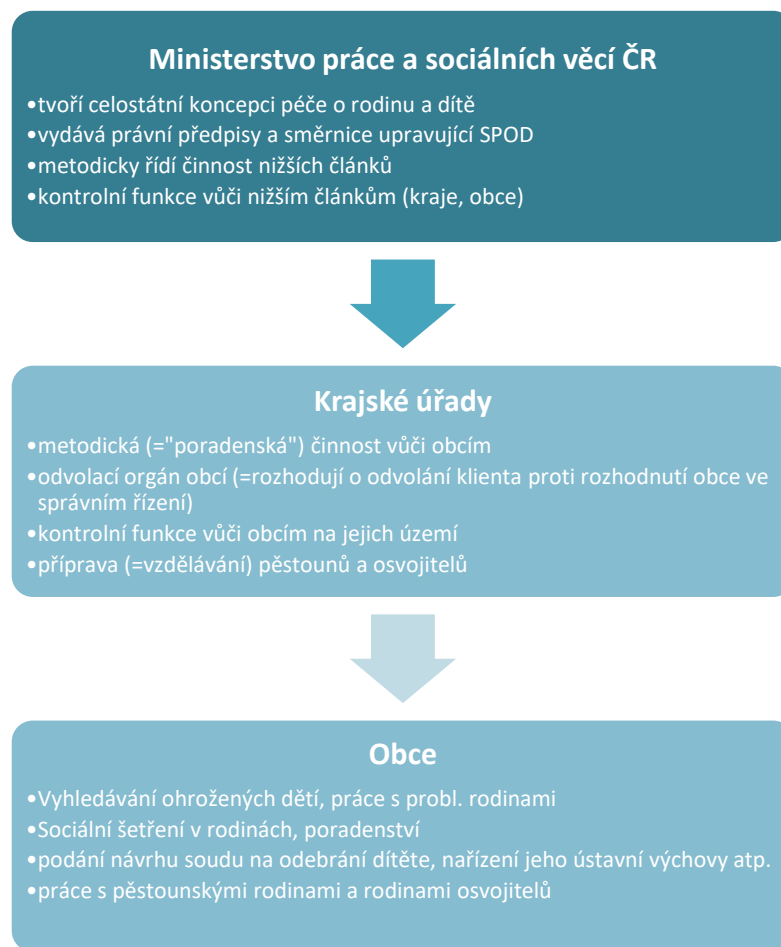 Ministerstvo práce a sociálních věcí ČR
•tvoří celostátní koncepci péče o rodinu a dítě
•vydává právní předpisy a směrnice upravující SPOD
•metodicky řídí činnost nižších článků
•kontrolní funkce vůči nižším článkům (kraje, obce)
Krajské úřady
•metodická (="poradenská") činnost vůči obcím
•odvolací orgán obcí (=rozhodují o odvolání klienta proti rozhodnutí obce ve
správním řízení)
•kontrolní funkce vůči obcím na jejich území
•příprava (=vzdělávání) pěstounů a osvojitelů
Obce
•Vyhledávání ohrožených dětí, práce s probl. rodinami
•Sociální šetření v rodinách, poradenství
•podání návrhu soudu na odebrání dítěte, nařízení jeho ústavní výchovy atp.
•práce s pěstounskými rodinami a rodinami osvojitelů